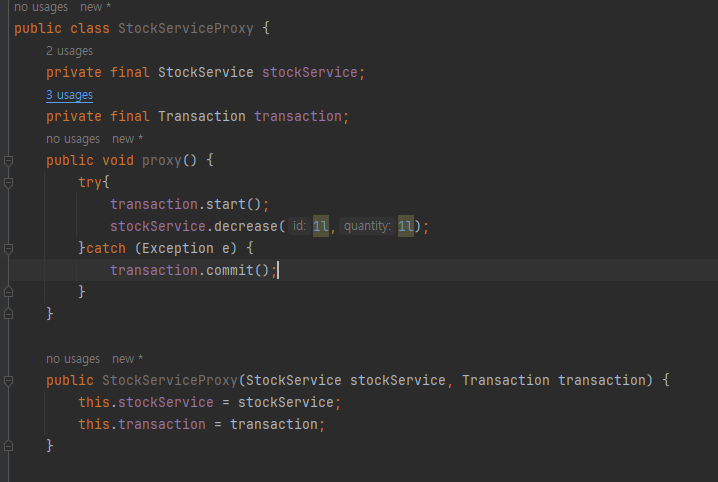 no usages   new *
public class StockServiceProxy {
2 usages
private final StockService stockService;
3 usages
private final Transaction transaction;
no usages   new *
public void proxy() {
try{
transaction.start();
stockService.decrease( id: 1l, quantity: 1l);
}catch (Exception e) {
transaction.commit();
}
}
no usages   new *
public StockServiceProxy(StockService stockService, Transaction transaction) {
this.stockService = stockService;
this.transaction = transaction;
}